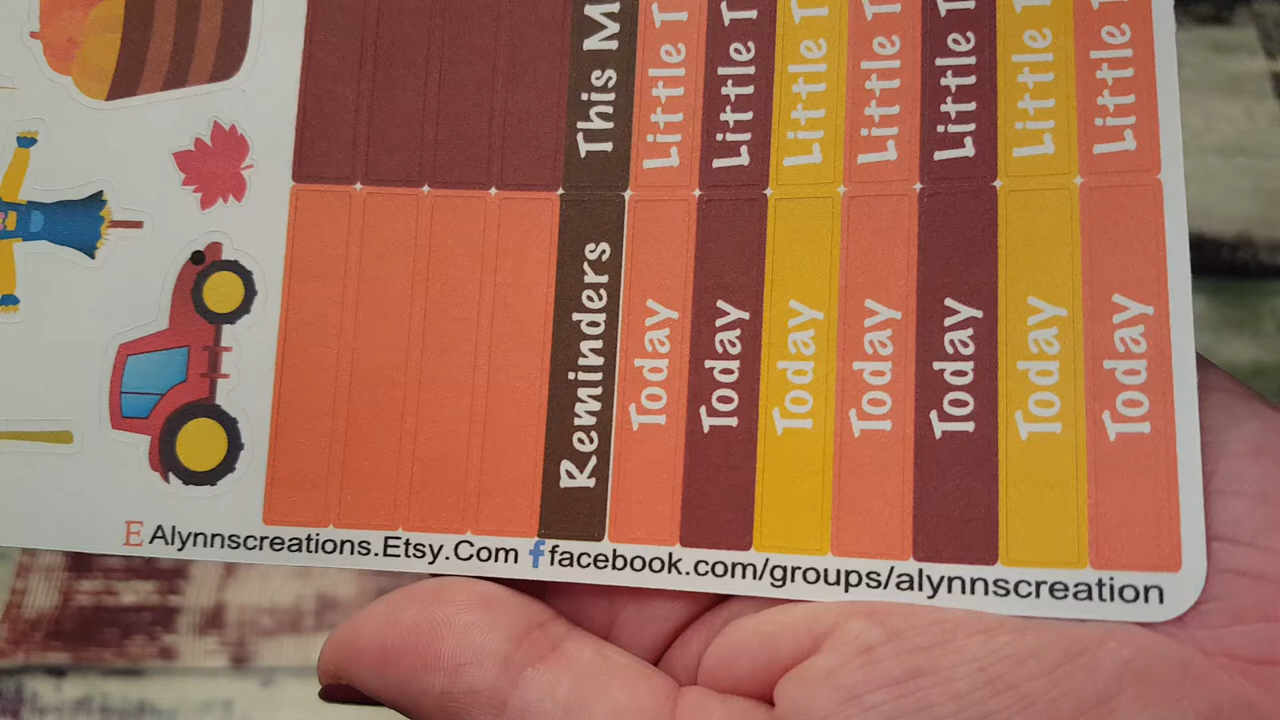 This M
Little T
Little T
Little T
Little T
Little T
Little T
Little T
Reminders
Today
Today
Today
Today
Today
Today
Today
E Alynnscreations.Etsy.Com f facebook.com/groups/alynnscreation